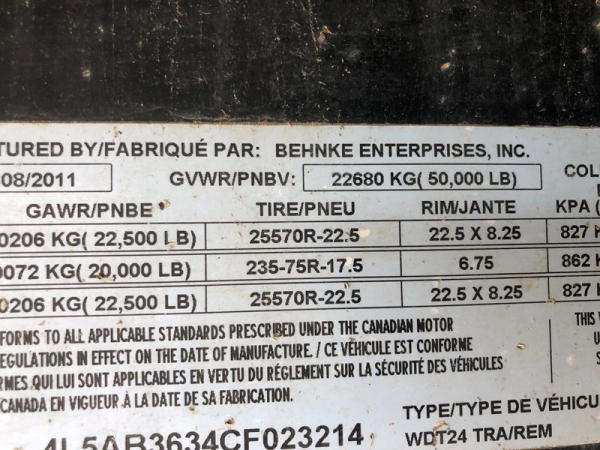 TURED BY/FABRIQUÉ PAR: BEHNKE ENTERPRISES, INC.
08/2011 GVWR/PNBV: 22680 KG( 50,000 LB) COL
GAWR/PNBE TIRE/PNEU RIM/JANTE KPA (
0206 KG( 22,500 LB) 25570R-22.5 22.5 X 8.25 827 K
072 KG( 20,000 LB) 235-75R-17.5 6.75 862 K
0206 KG( 22,500 LB) 25570R-22.5 22.5 X 8.25 827 K
FORMS TO ALL APPLICABLE STANDARDS PRESCRIBED UNDER THE CANADIAN MOTOR THIS V
EGULATIONS IN EFFECT ON THE DATE OF MANUFACTURE. / CE VÉHICULE EST CONFORME U
RMES QUI LUI SONT APPLICABLES EN VERTU DU RÉGLEMENT SUR LA SÉCURITÉ DES VÉHICULES S
CANADA EN VIGUEUR À LA DATE DE SA FABRICATION.
TYPE/TYPE DE VÉHICU
4L5AB3634CF023214 WDT24 TRA/REM